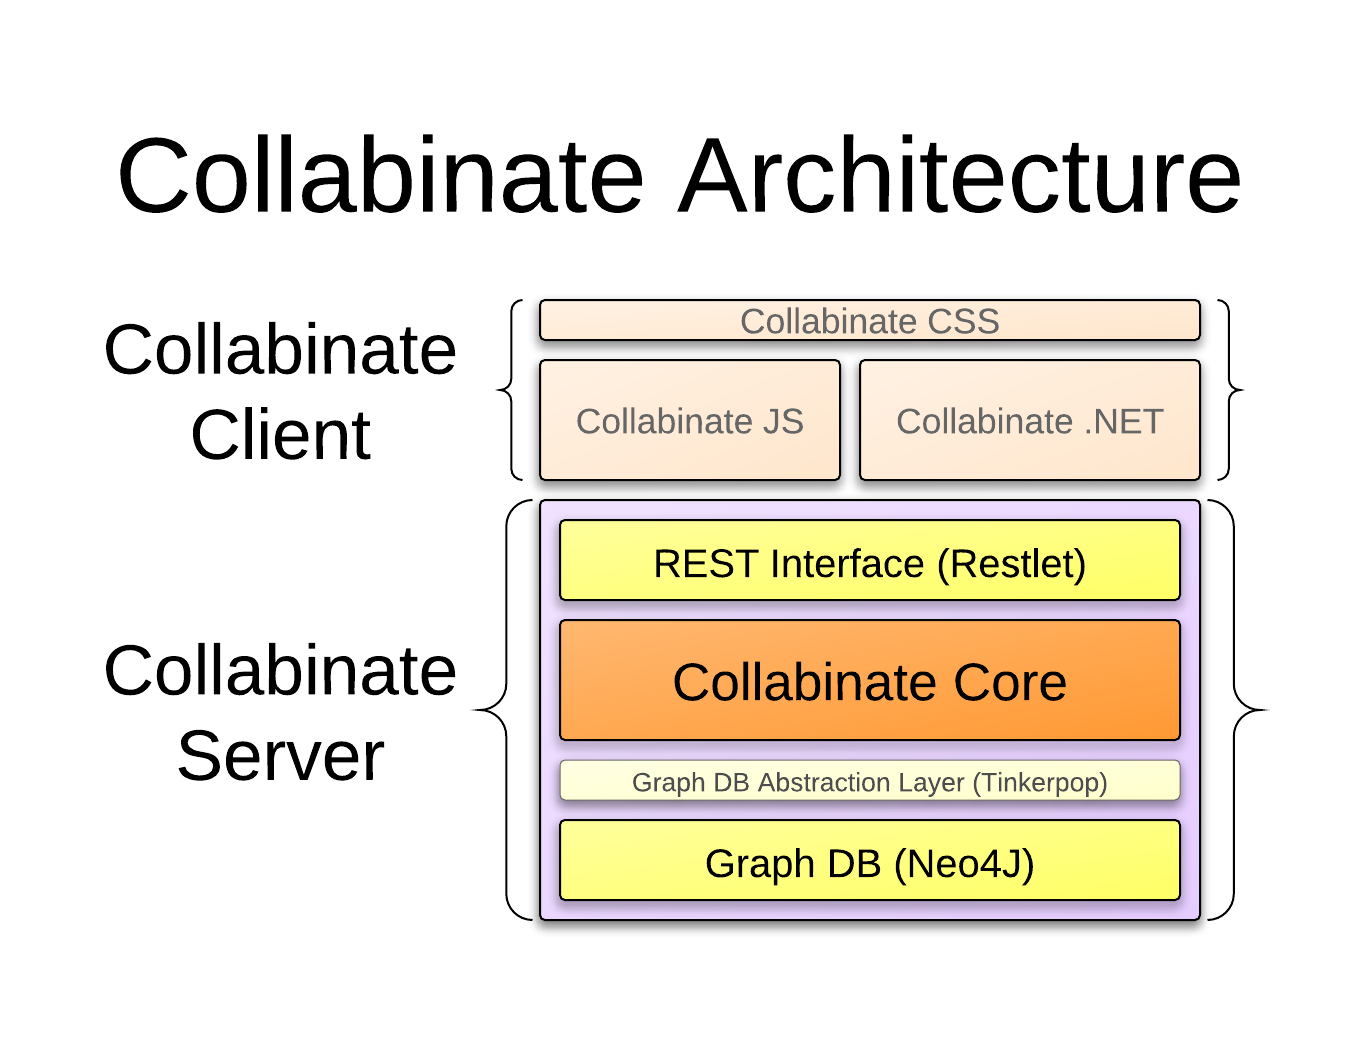 Collabinate Architecture
Collabinate
Client
Collabinate CSS
Collabinate JS
Collabinate .NET
Collabinate
Server
REST Interface (Restlet)
Collabinate Core
Graph DB Abstraction Layer (Tinkerpop)
Graph DB (Neo4J)